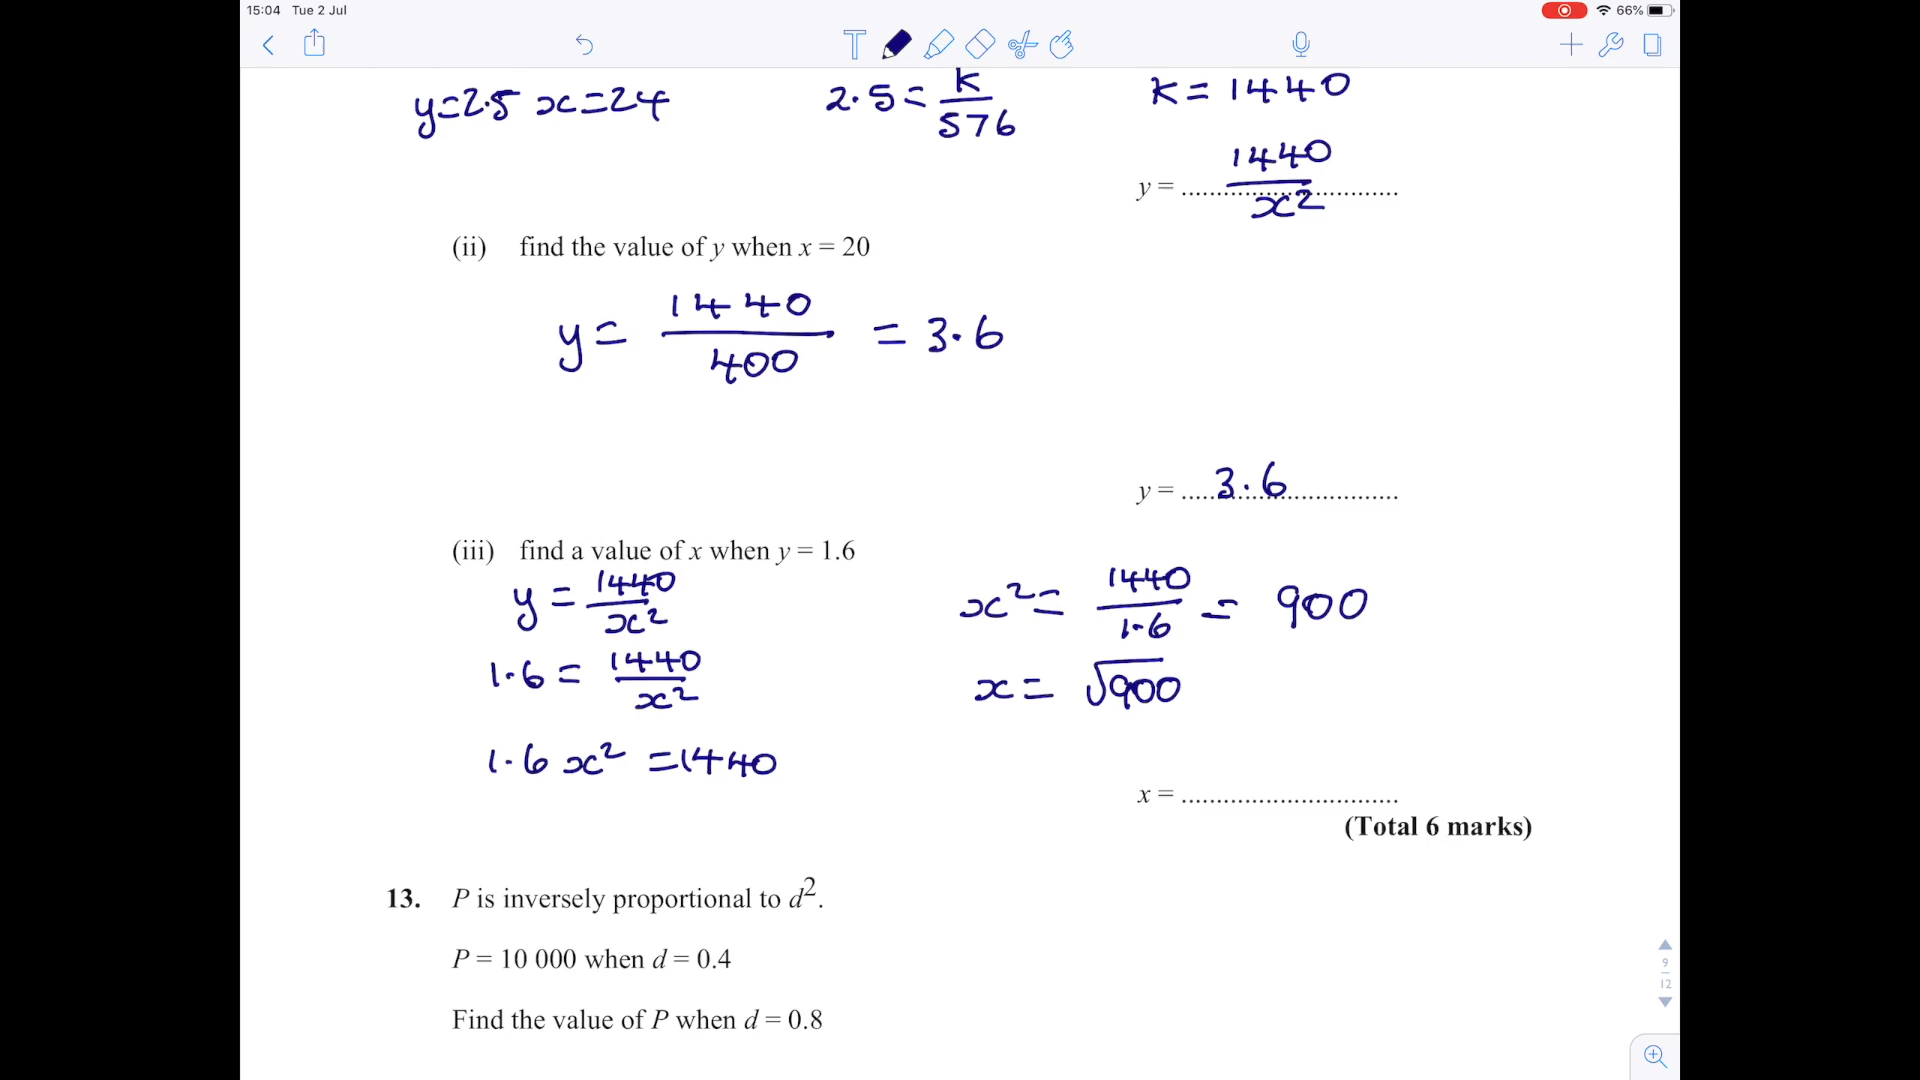 15:04 Tue 2 Jul
66%
y=2.5 x=24 2.5 = k/576 k = 1440
y = 1440/x²
(ii) find the value of y when x = 20
y = 1440/400 = 3.6
y = 3.6
(iii) find a value of x when y = 1.6
y = 1440/x² x² = 1440/1.6 = 900
1.6 = 1440/x² x = √900
1.6 x² = 1440
x = ..............................
(Total 6 marks)
13. P is inversely proportional to d².
P = 10 000 when d = 0.4
9
12
Find the value of P when d = 0.8